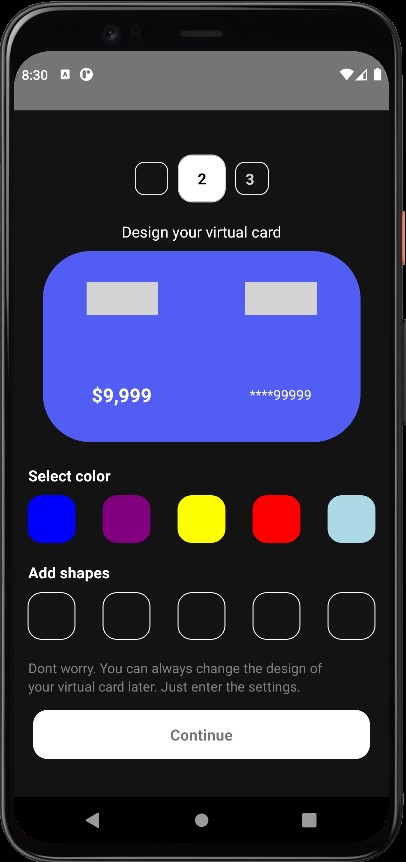 8:30
2 3
Design your virtual card
$9,999 ****99999
Select color
Add shapes
Dont worry. You can always change the design of
your virtual card later. Just enter the settings.
Continue